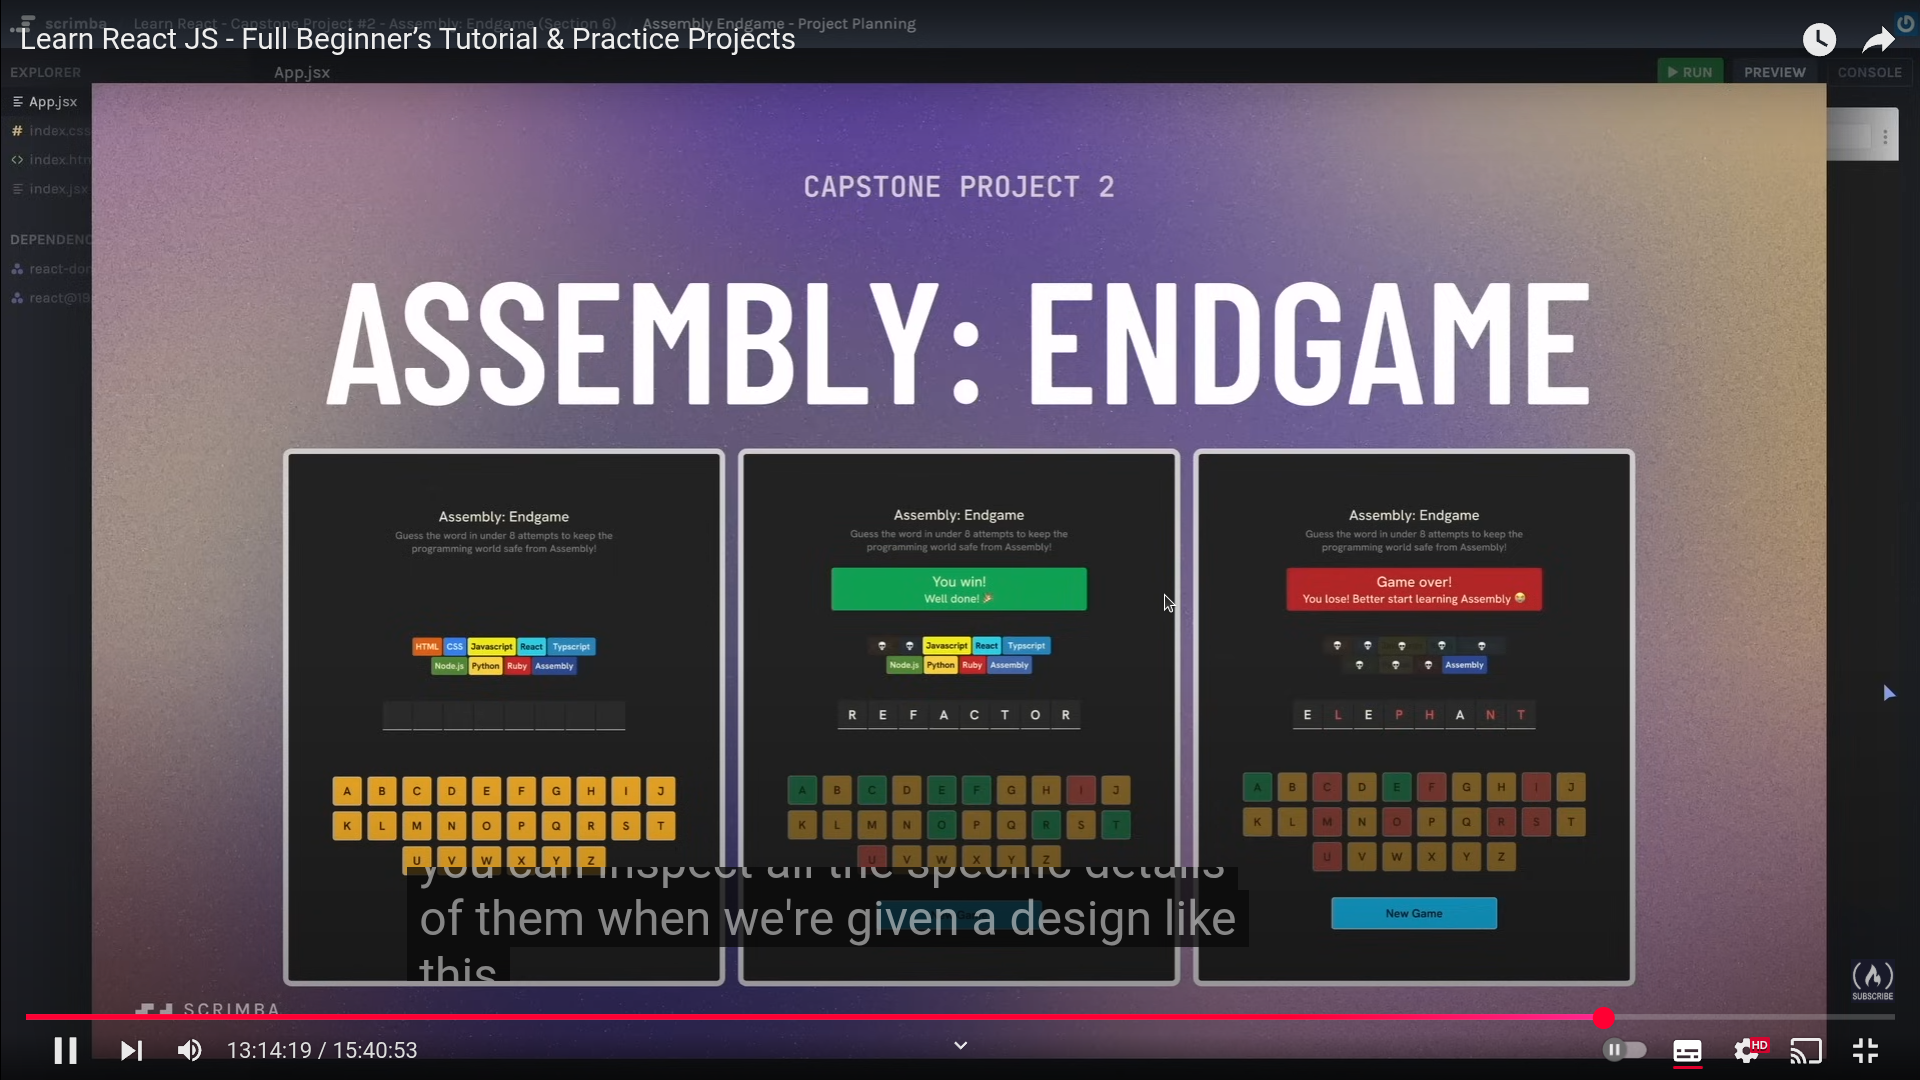 scrimba Learn React - Capstone Project #2 - Assembly: Endgame (Section 6) Assembly Endgame - Project Planning
Learn React JS - Full Beginner's Tutorial & Practice Projects
EXPLORER
App.jsx
RUN PREVIEW CONSOLE
App.jsx
# index.css
<> index.htm
index.jsx
DEPENDENC
react-dom
react@18
CAPSTONE PROJECT 2
ASSEMBLY: ENDGAME
Assembly: Endgame
Guess the word in under 8 attempts to keep the
programming world safe from Assembly!
HTML CSS Javascript React Typscript
Node.js Python Ruby Assembly
A B C D E F G H I J
K L M N O P Q R S T
U V W X Y Z
Assembly: Endgame
Guess the word in under 8 attempts to keep the
programming world safe from Assembly!
You win!
Well done! 🎉
Javascript React Typscript
Node.js Python Ruby Assembly
R E F A C T O R
A B C D E F G H I J
K L M N O P Q R S T
U V W X Y Z
Assembly: Endgame
Guess the word in under 8 attempts to keep the
programming world safe from Assembly!
Game over!
You lose! Better start learning Assembly 😭
Assembly
E L E P H A N T
A B C D E F G H I J
K L M N O P Q R S T
U V W X Y Z
New Game
you can inspect all the specific details
of them when we're given a design like
this
SCRIMBA
SUBSCRIBE
13:14:19 / 15:40:53
HD